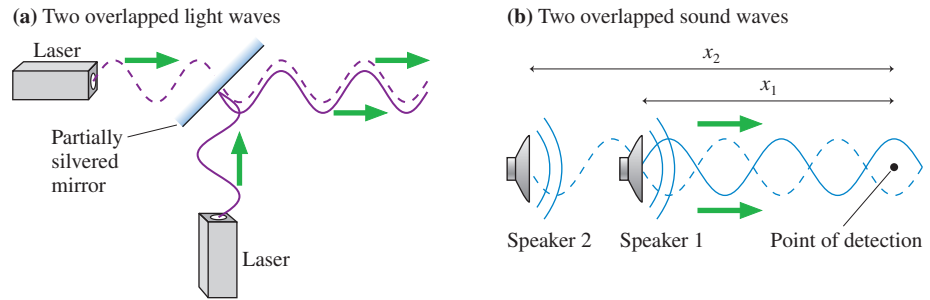 (a) Two overlapped light waves
Laser
Partially
silvered
mirror
Laser
(b) Two overlapped sound waves
x₂
x₁
Speaker 2
Speaker 1
Point of detection